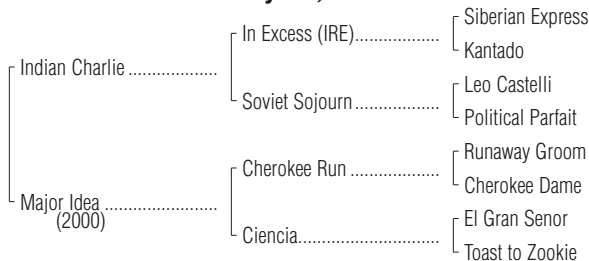 Siberian Express
In Excess (IRE)..................
Kantado
Indian Charlie ...................
Leo Castelli
Soviet Sojourn..................
Political Parfait
Runaway Groom
Cherokee Run ...................
Cherokee Dame
Major Idea ........................
(2000)
El Gran Senor
Ciencia..............................
Toast to Zookie